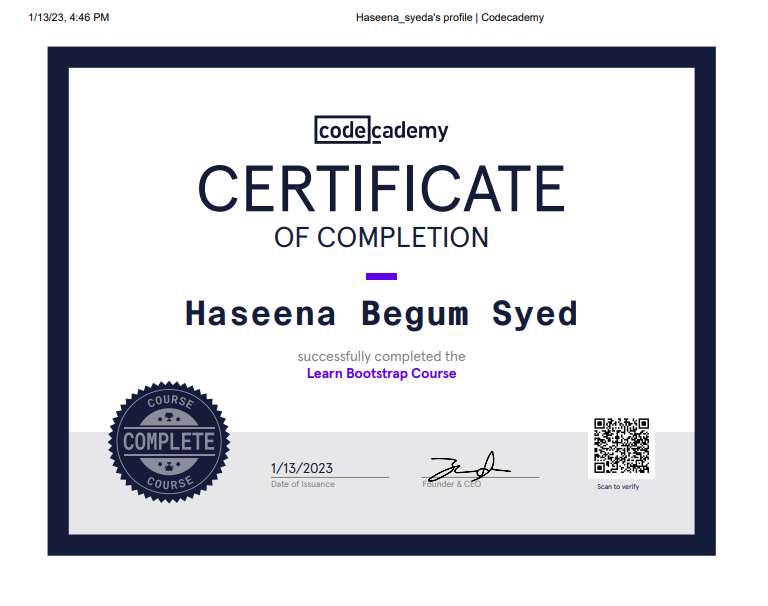 1/13/23, 4:46 PM
Haseena_syeda's profile | Codecademy
codecademy
CERTIFICATE
OF COMPLETION
Haseena Begum Syed
successfully completed the
Learn Bootstrap Course
COURSE
COMPLETE
COURSE
1/13/2023
Date of Issuance
Founder & CEO
Scan to verify